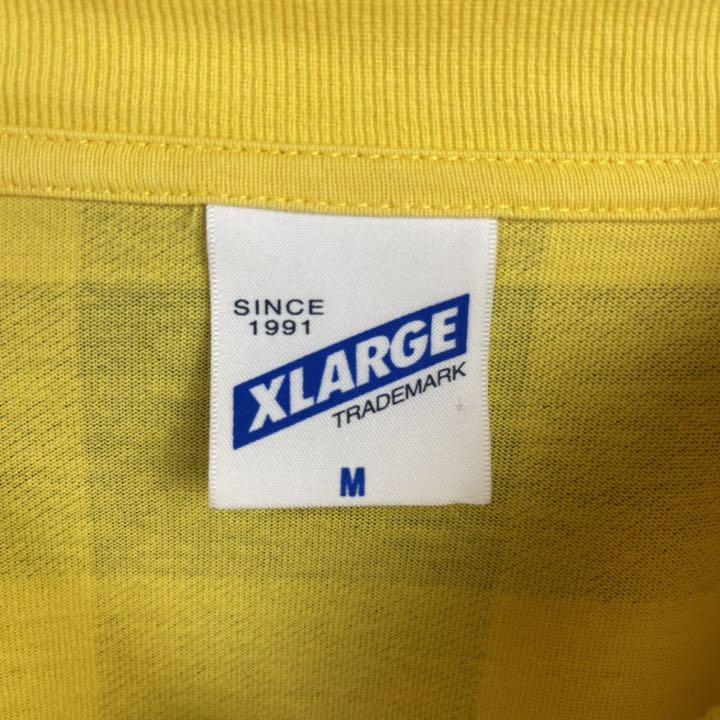 SINCE
1991
XLARGE
TRADEMARK
M